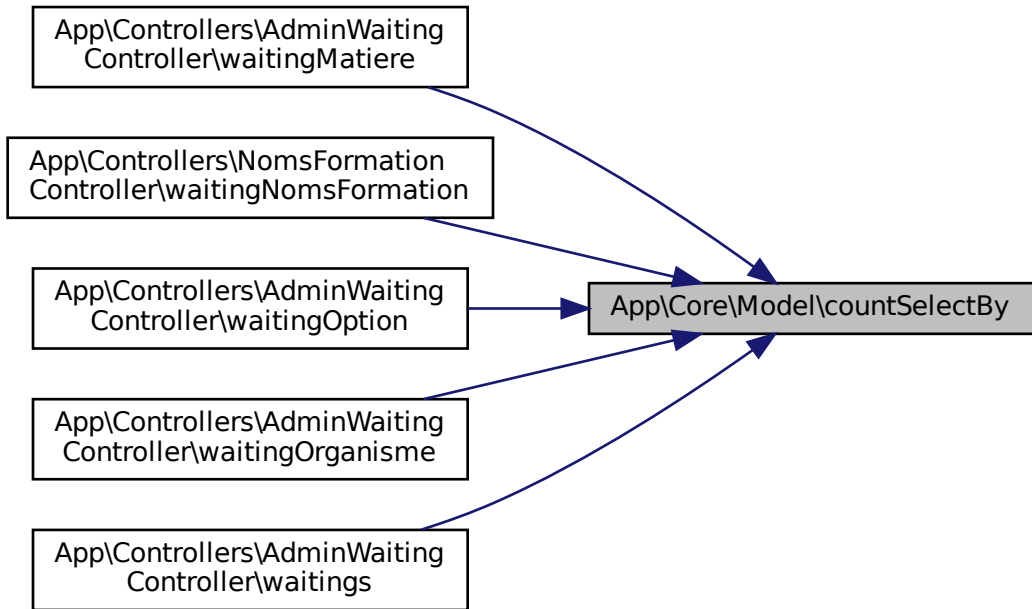 App\Controllers\AdminWaiting
Controller\waitingMatiere
App\Controllers\NomsFormation
Controller\waitingNomsFormation
App\Controllers\AdminWaiting
Controller\waitingOption
App\Core\Model\countSelectBy
App\Controllers\AdminWaiting
Controller\waitingOrganisme
App\Controllers\AdminWaiting
Controller\waitings